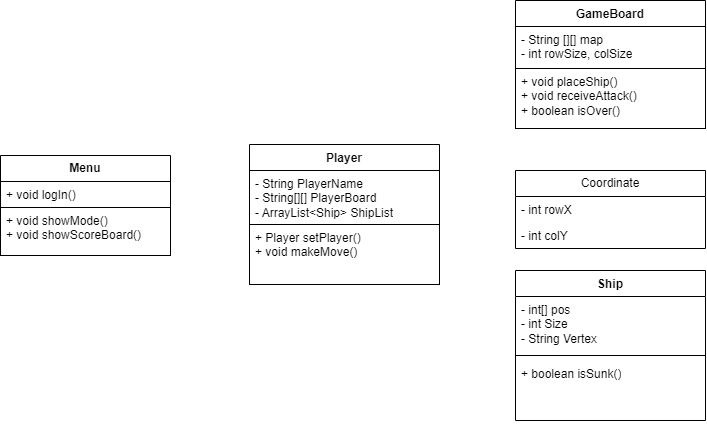 GameBoard
- String [][] map
- int rowSize, colSize
+ void placeShip()
+ void receiveAttack()
+ boolean isOver()
Menu
+ void logIn()
+ void showMode()
+ void showScoreBoard()
Player
- String PlayerName
- String[][] PlayerBoard
- ArrayList<Ship> ShipList
+ Player setPlayer()
+ void makeMove()
Coordinate
- int rowX
- int colY
Ship
- int[] pos
- int Size
- String Vertex
+ boolean isSunk()